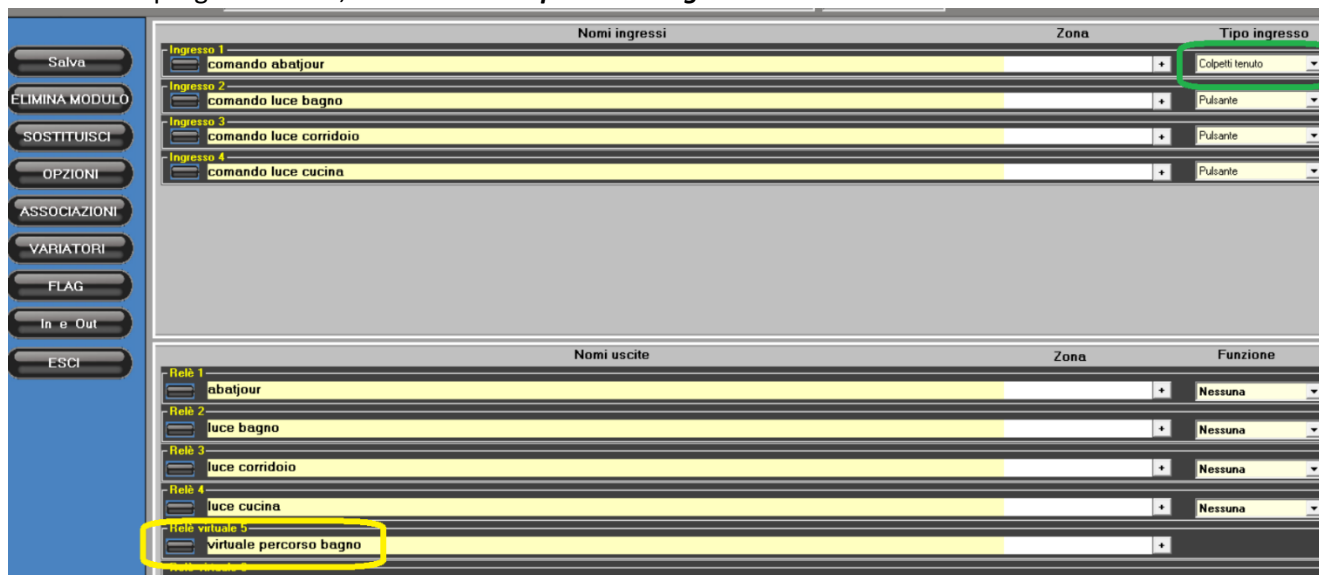 Nomi ingressi Zona Tipo ingresso
Ingresso 1
Salva comando abatjour + Colpetti tenuto
Ingresso 2
ELIMINA MODULO comando luce bagno + Pulsante
Ingresso 3
SOSTITUISCI comando luce corridoio + Pulsante
Ingresso 4
OPZIONI comando luce cucina + Pulsante
ASSOCIAZIONI
VARIATORI
FLAG
In e Out
Nomi uscite Zona Funzione
ESCI
Relè 1
abatjour + Nessuna
Relè 2
luce bagno + Nessuna
Relè 3
luce corridoio + Nessuna
Relè 4
luce cucina + Nessuna
Relè virtuale 5
virtuale percorso bagno +